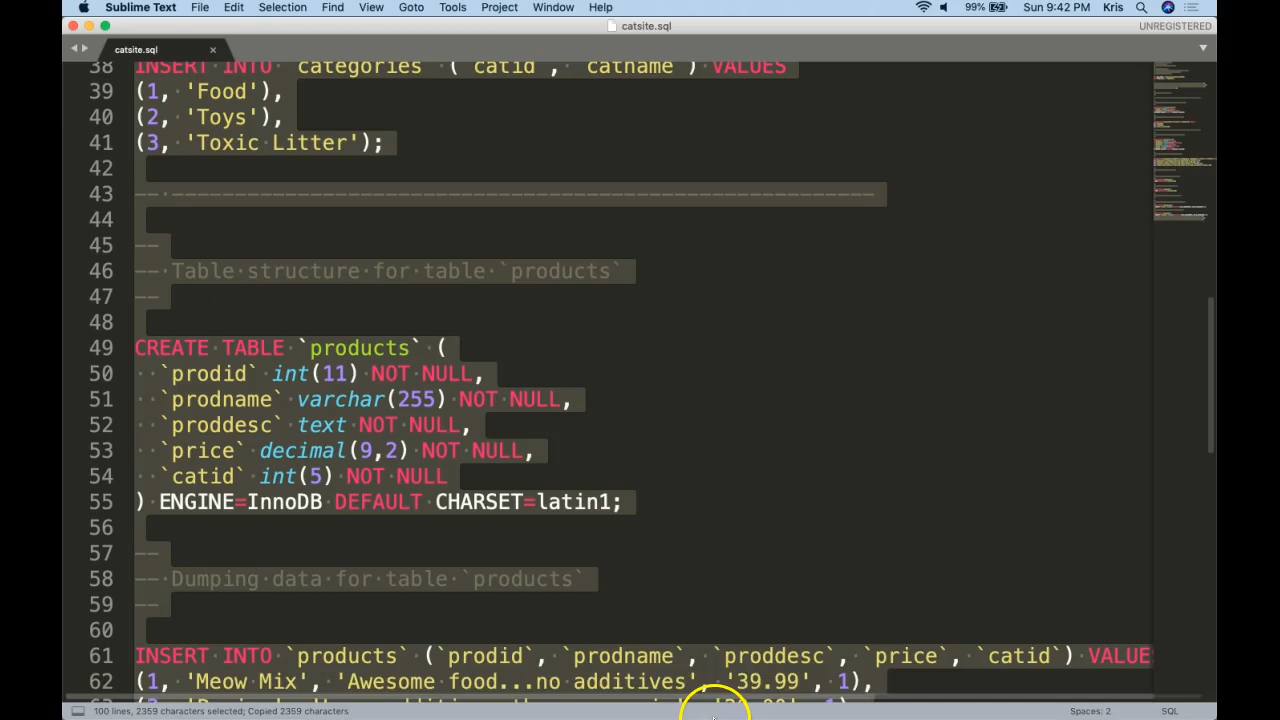 Sublime Text File Edit Selection Find View Goto Tools Project Window Help 99% Sun 9:42 PM Kris
catsite.sql UNREGISTERED
catsite.sql ×
38 INSERT INTO `categories` (`catid`, `catname`) VALUES
39 (1, 'Food'),
40 (2, 'Toys'),
41 (3, 'Toxic Litter');
42
43 -- --------------------------------------------------------
44
45 --
46 -- Table structure for table `products`
47 --
48
49 CREATE TABLE `products` (
50 `prodid` int(11) NOT NULL,
51 `prodname` varchar(255) NOT NULL,
52 `proddesc` text NOT NULL,
53 `price` decimal(9,2) NOT NULL,
54 `catid` int(5) NOT NULL
55 ) ENGINE=InnoDB DEFAULT CHARSET=latin1;
56
57 --
58 -- Dumping data for table `products`
59 --
60
61 INSERT INTO `products` (`prodid`, `prodname`, `proddesc`, `price`, `catid`) VALUE
62 (1, 'Meow Mix', 'Awesome food...no additives', '39.99', 1),
100 lines, 2359 characters selected; Copied 2359 characters Spaces: 2 SQL